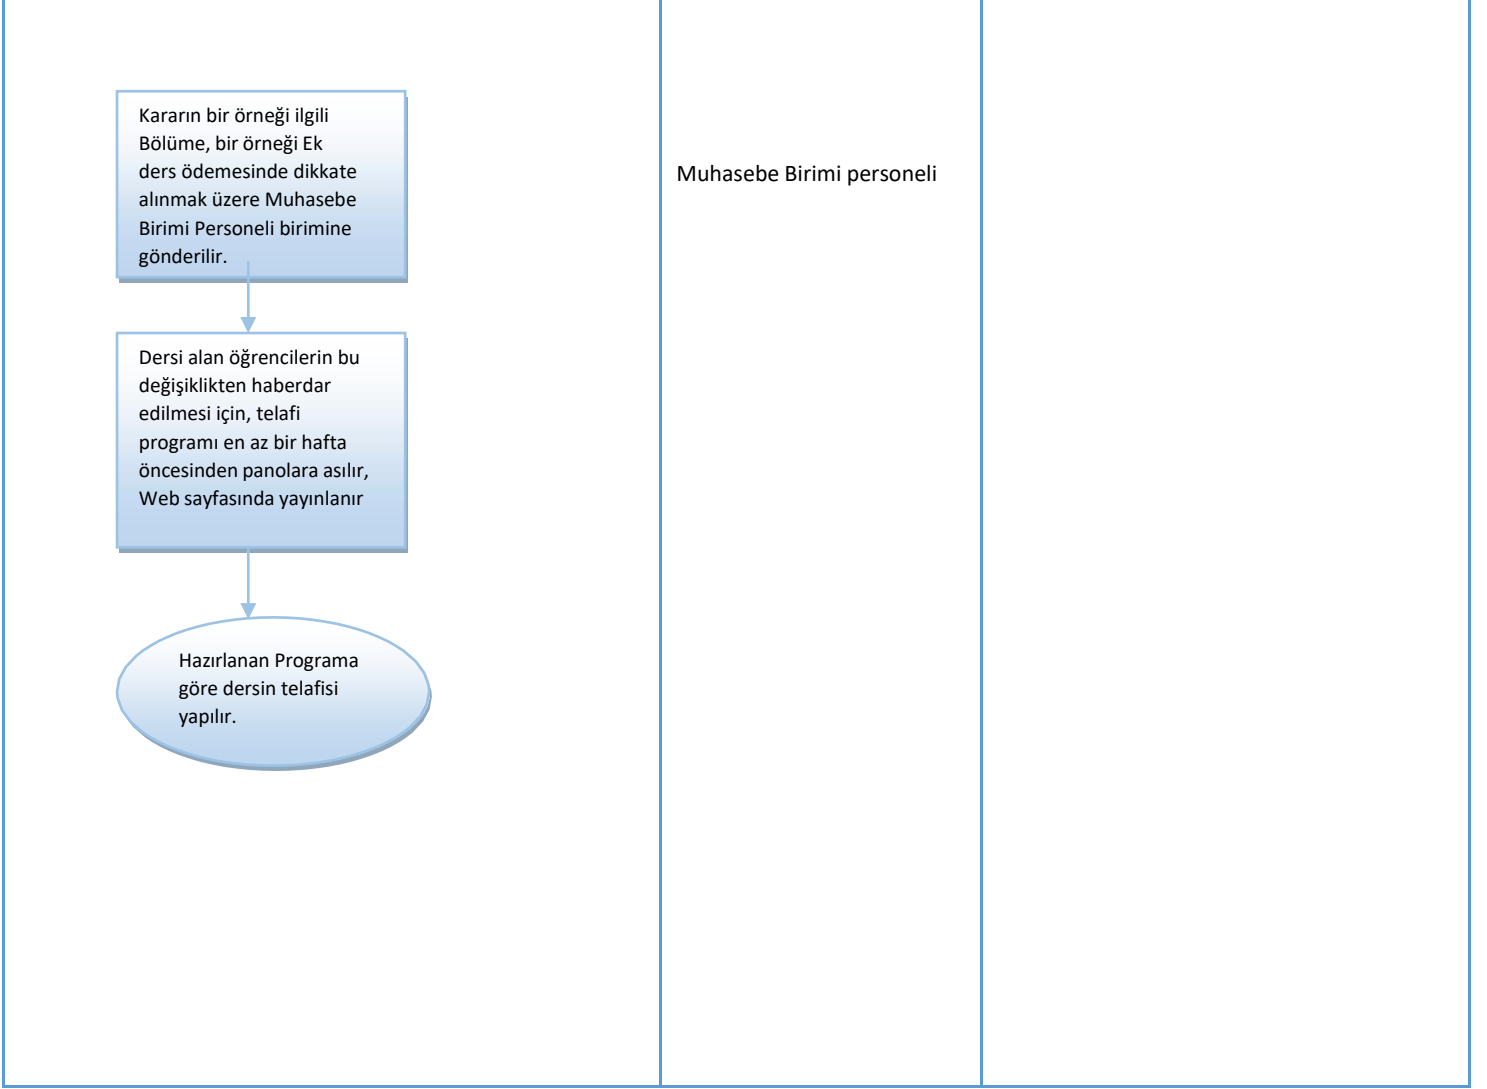 Kararın bir örneği ilgili
Bölüme, bir örneği Ek
ders ödemesinde dikkate
alınmak üzere Muhasebe
Birimi Personeli birimine
gönderilir.
Muhasebe Birimi personeli
Dersi alan öğrencilerin bu
değişiklikten haberdar
edilmesi için, telafi
programı en az bir hafta
öncesinden panolara asılır,
Web sayfasında yayınlanır
Hazırlanan Programa
göre dersin telafisi
yapılır.